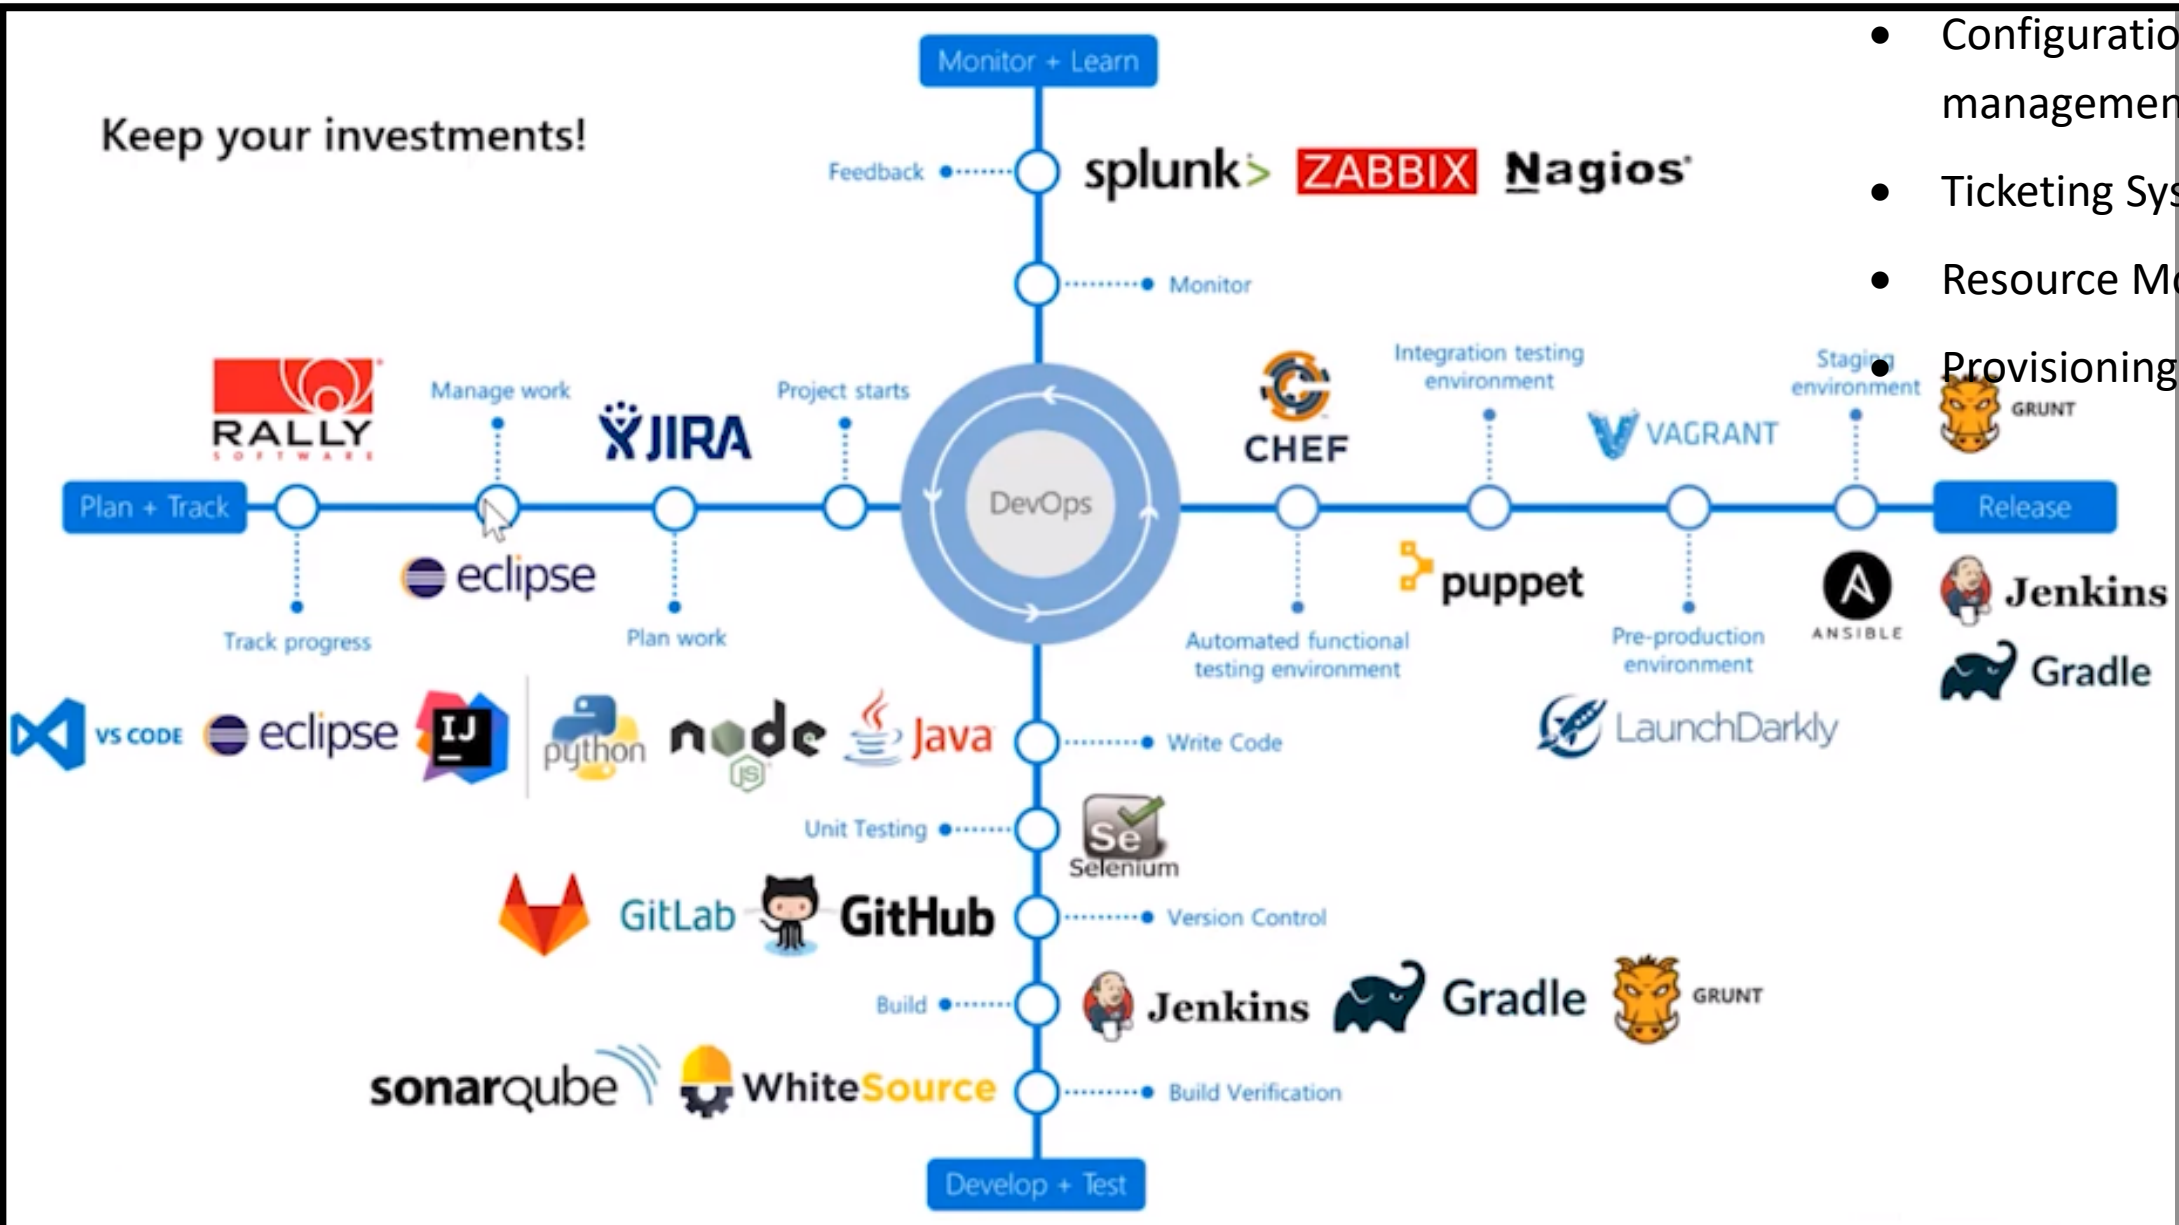 Monitor + Learn
Keep your investments!
Feedback
splunk>
ZABBIX
Nagios
Monitor
Configuratio
managemen
Ticketing Sys
Resource Mo
Provisioning
RALLY
SOFTWARE
Manage work
JIRA
Project starts
CHEF
Integration testing
environment
VAGRANT
Staging
environment
GRUNT
Plan + Track
DevOps
Release
eclipse
Track progress
Plan work
Automated functional
testing environment
puppet
Pre-production
environment
ANSIBLE
Jenkins
Gradle
LaunchDarkly
VS CODE
eclipse
IJ
python
node
JS
Java
Write Code
Unit Testing
Se
Selenium
GitLab
GitHub
Version Control
Build
Jenkins
Gradle
GRUNT
sonarqube
WhiteSource
Build Verification
Develop + Test